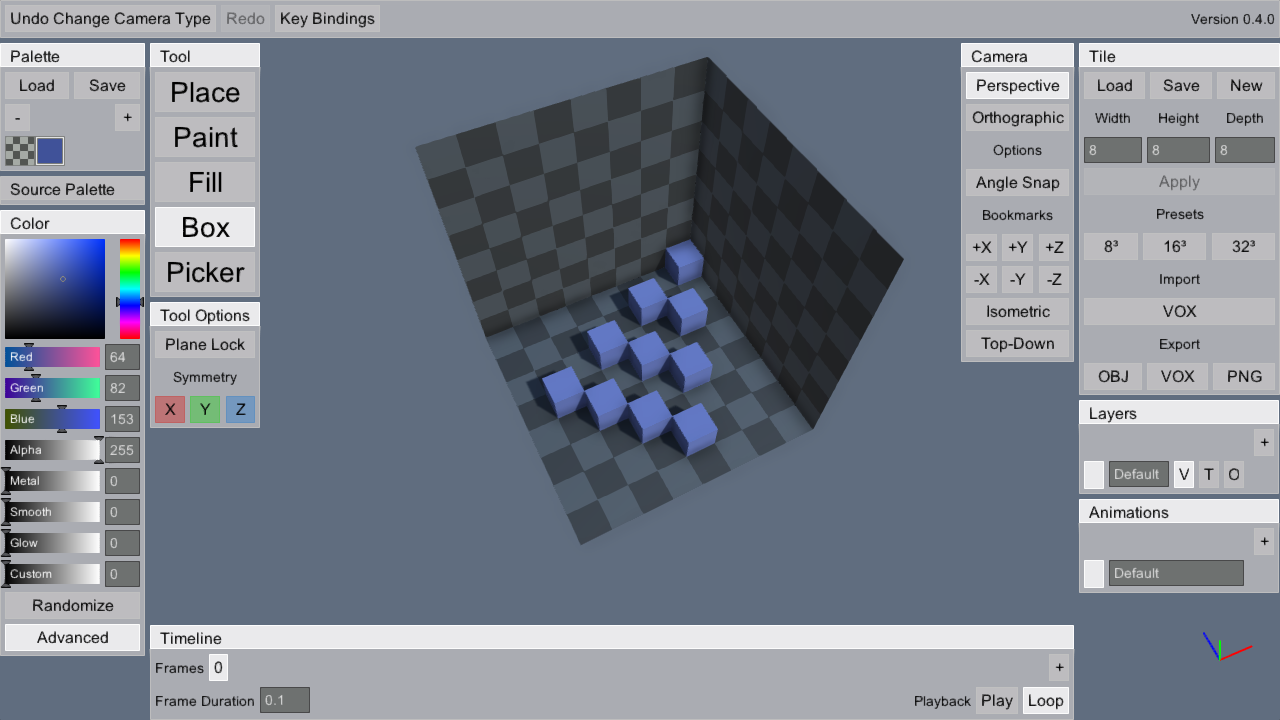 Undo Change Camera Type Redo Key Bindings Version 0.4.0
Palette
Load Save
- +
Source Palette
Color
Red 64
Green 82
Blue 153
Alpha 255
Metal 0
Smooth 0
Glow 0
Custom 0
Randomize
Advanced
Tool
Place
Paint
Fill
Box
Picker
Tool Options
Plane Lock
Symmetry
X Y Z
Camera
Perspective
Orthographic
Options
Angle Snap
Bookmarks
+X +Y +Z
-X -Y -Z
Isometric
Top-Down
Tile
Load Save New
Width Height Depth
8 8 8
Apply
Presets
8³ 16³ 32³
Import
VOX
Export
OBJ VOX PNG
Layers
+
Default V T O
Animations
+
Default
Timeline
Frames 0 +
Frame Duration 0.1 Playback Play Loop